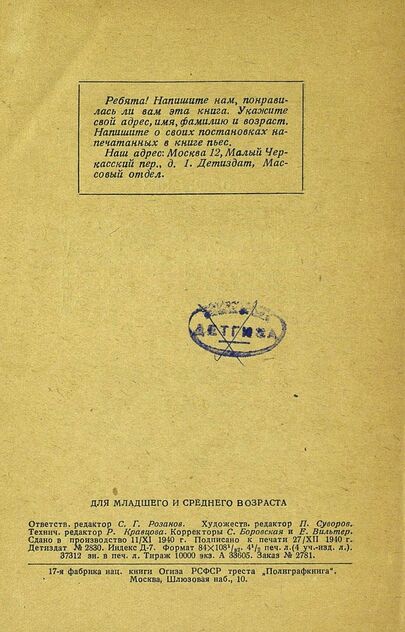 Ребята! Напишите нам, понрави-
лась ли вам эта книга. Укажите
свой адрес, имя, фамилию и возраст.
Напишите о своих постановках на-
печатанных в книге пьес.
Наш адрес: Москва 12, Малый Чер-
касский пер., д. 1. Детиздат, Мас-
совый отдел.
ДЕТГИЗА
ДЛЯ МЛАДШЕГО И СРЕДНЕГО ВОЗРАСТА
Ответств. редактор С. Г. Розанов. Художеств. редактор П. Суворов.
Технич. редактор Р. Кравцова. Корректоры С. Боровская и Е. Вильтер.
Сдано в производство 11/XI 1940 г. Подписано к печати 27/XII 1940 г.
Детиздат № 2830. Индекс Д-7. Формат 84×108¹/₃₂. 4¹/₂ печ. л. (4 уч.-изд. л.).
37312 зн. в печ. л. Тираж 10000 экз. А 38605. Заказ № 2781.
17-я фабрика нац. книги Огиза РСФСР треста „Полиграфкнига".
Москва, Шлюзовая наб., 10.